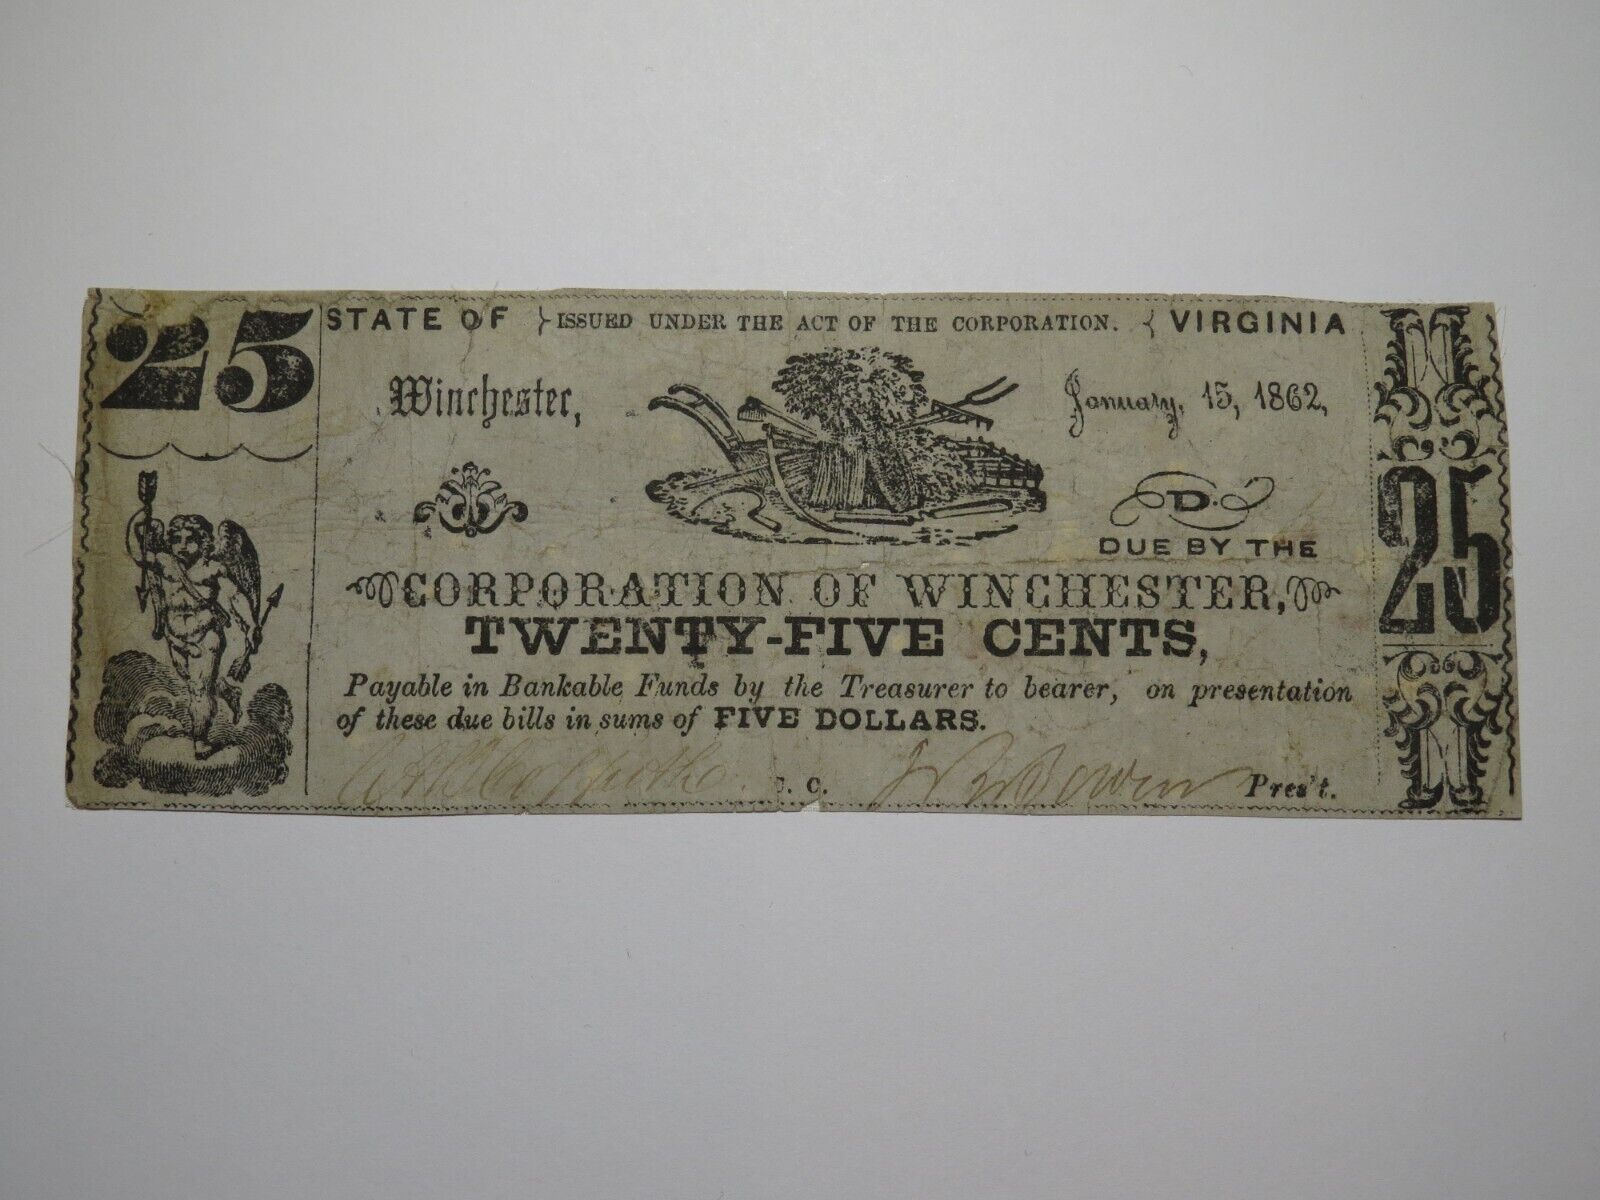 25 STATE OF } ISSUED UNDER THE ACT OF THE CORPORATION. { VIRGINIA
Winchester, January, 15, 1862,
D.
DUE BY THE
25
CORPORATION OF WINCHESTER,
TWENTY-FIVE CENTS,
Payable in Bankable Funds by the Treasurer to bearer, on presentation
of these due bills in sums of FIVE DOLLARS.
C. C. Bowen Pres't.